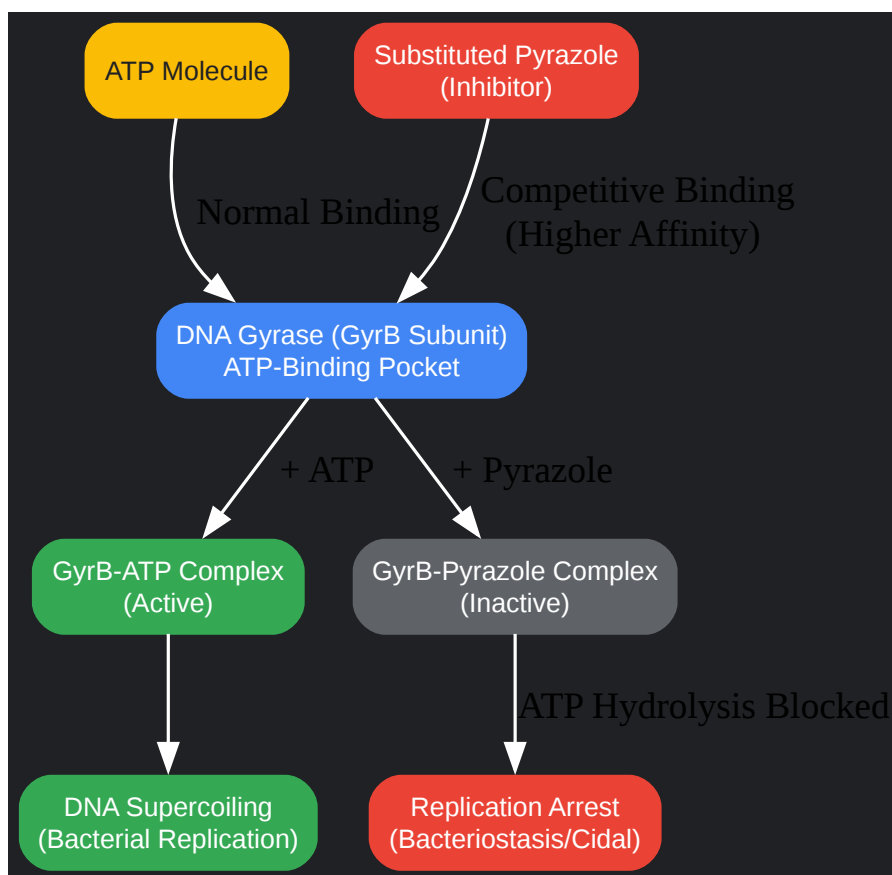 ATP Molecule
Substituted Pyrazole
(Inhibitor)
Normal Binding
Competitive Binding
(Higher Affinity)
DNA Gyrase (GyrB Subunit)
ATP-Binding Pocket
+ ATP
+ Pyrazole
GyrB-ATP Complex
(Active)
GyrB-Pyrazole Complex
(Inactive)
ATP Hydrolysis Blocked
DNA Supercoiling
(Bacterial Replication)
Replication Arrest
(Bacteriostasis/Cidal)